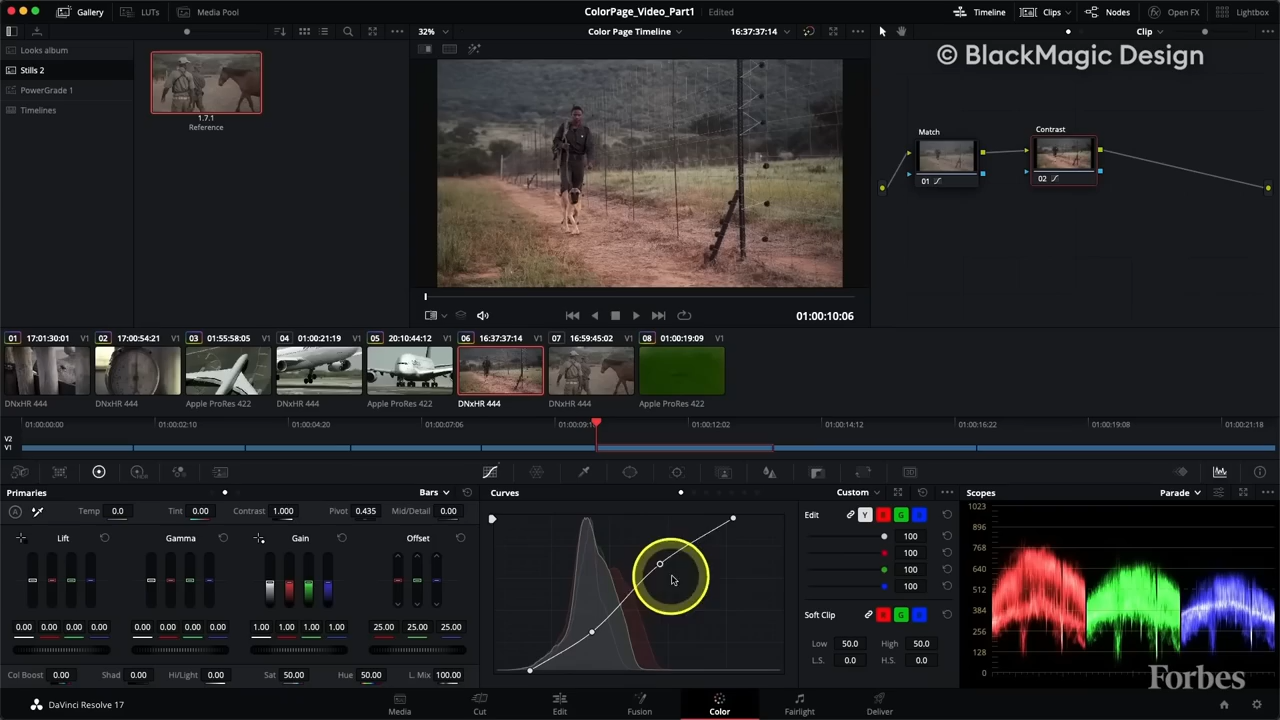 Gallery LUTs Media Pool ColorPage_Video_Part1 Edited Timeline Clips Nodes Open FX Lightbox
32% Color Page Timeline 16:37:37:14 Clip
© BlackMagic Design
Looks album
Stills 2
PowerGrade 1
Timelines
1.7.1
Reference
Match
01
Contrast
02
01:00:10:06
01 17:01:30:01 V1 02 17:00:54:21 V1 03 01:55:58:05 V1 04 01:00:21:19 V1 05 20:10:44:12 V1 06 16:37:37:14 V1 07 16:59:45:02 V1 08 01:00:19:09 V1
DNxHR 444 DNxHR 444 Apple ProRes 422 DNxHR 444 Apple ProRes 422 DNxHR 444 DNxHR 444 Apple ProRes 422
01:00:00:00 01:00:02:10 01:00:04:20 01:00:07:06 01:00:09:1 01:00:12:02 01:00:14:12 01:00:16:22 01:00:19:08 01:00:21:18
V2
V1
Primaries Bars
A Temp 0.0 Tint 0.00 Contrast 1.000 Pivot 0.435 Mid/Detail 0.00
Lift Gamma Gain Offset
0.00 0.00 0.00 0.00 0.00 0.00 0.00 0.00 1.00 1.00 1.00 1.00 25.00 25.00 25.00
Col Boost 0.00 Shad 0.00 Hi/Light 0.00 Sat 50.00 Hue 50.00 L. Mix 100.00
Curves Custom
Edit Y R G B
100
100
100
100
Soft Clip R G B
Low 50.0 High 50.0
L.S. 0.0 H.S. 0.0
Scopes Parade
1023
896
768
640
512
384
256
128
0
Forbes
DaVinci Resolve 17 Media Cut Edit Fusion Color Fairlight Deliver